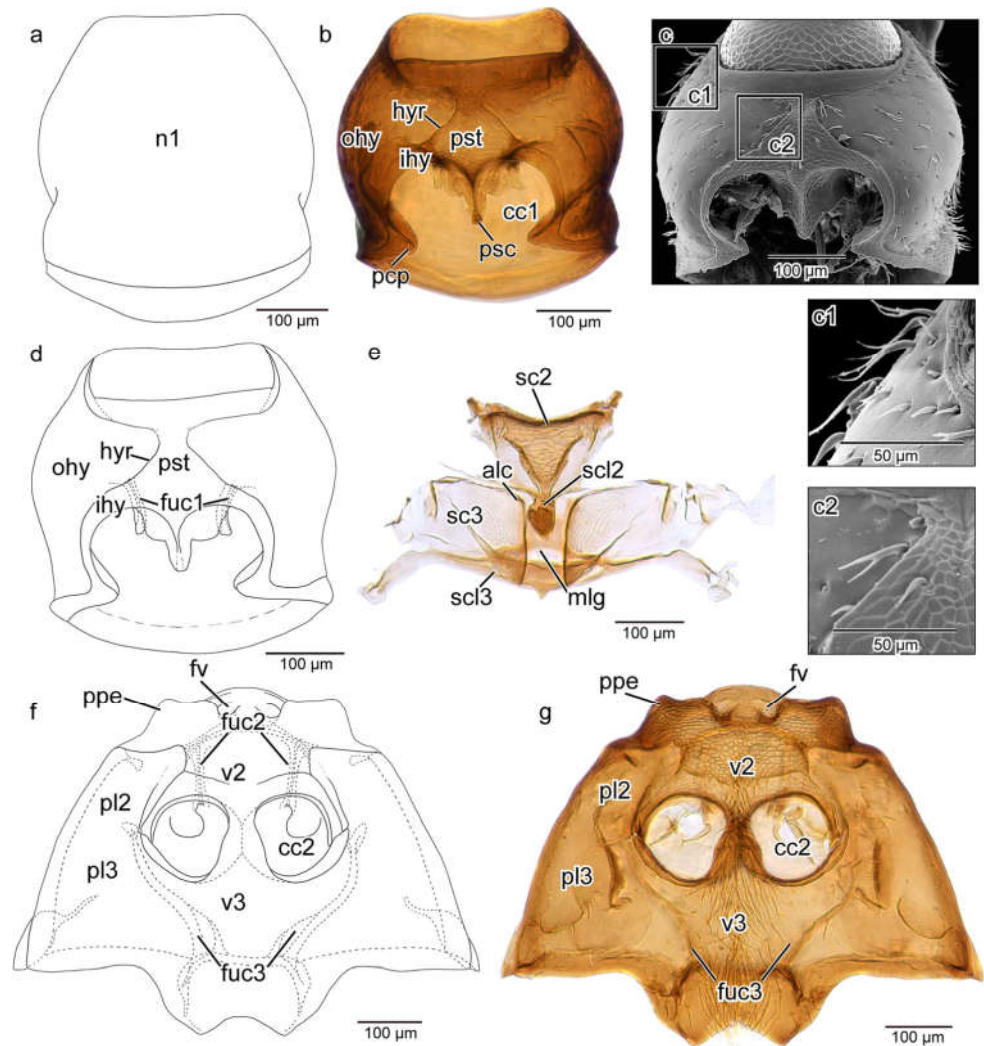 a
n1
100 µm
b
hyr
ohy
ihy
pst
cc1
psc
pcp
100 µm
c
c1
c2
100 µm
c1
50 µm
c2
50 µm
d
hyr
ohy
pst
ihy
fuc1
100 µm
e
sc2
alc
scl2
sc3
scl3
mlg
100 µm
f
fv
ppe
fuc2
v2
pl2
cc2
pl3
v3
fuc3
100 µm
g
ppe
fv
v2
pl2
cc2
pl3
v3
fuc3
100 µm